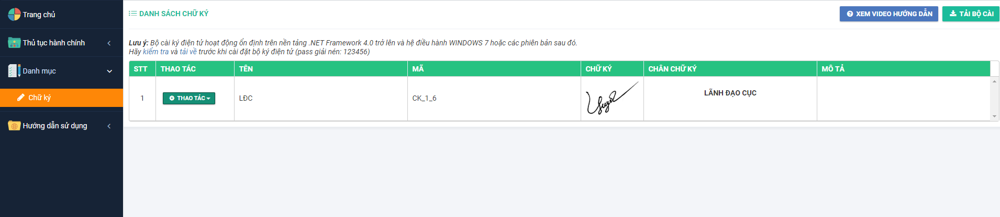 Trang chủ
Thủ tục hành chính
Danh mục
Chữ ký
Hướng dẫn sử dụng
DANH SÁCH CHỮ KÝ
XEM VIDEO HƯỚNG DẪN
TẢI BỘ CÀI
Lưu ý: Bộ cài ký điện tử hoạt động ổn định trên nền tảng .NET Framework 4.0 trở lên và hệ điều hành WINDOWS 7 hoặc các phiên bản sau đó.
Hãy kiểm tra và tải về trước khi cài đặt bộ ký điện tử (pass giải nén: 123456)
STT THAO TÁC TÊN MÃ CHỮ KÝ CHÂN CHỮ KÝ MÔ TẢ
1 THAO TÁC LĐC CK_1_6 LÃNH ĐẠO CỤC